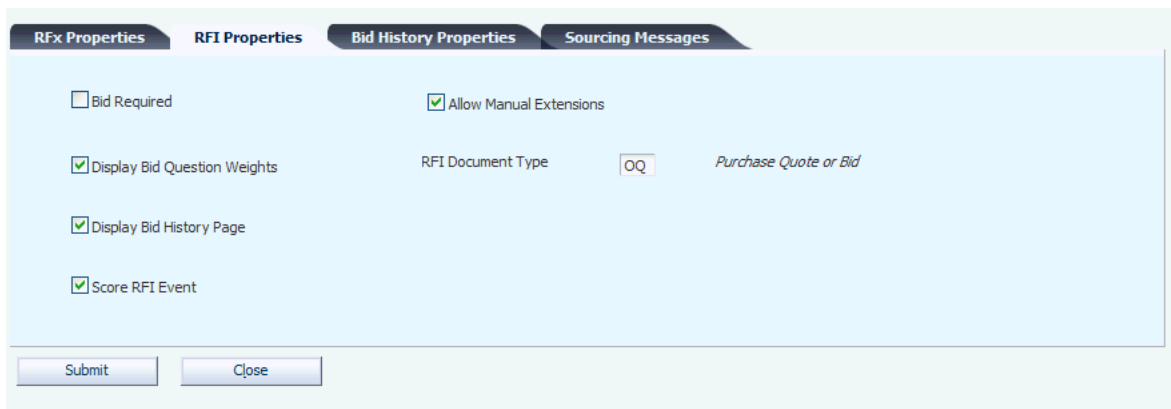 RFx Properties RFI Properties Bid History Properties Sourcing Messages
Bid Required Allow Manual Extensions
Display Bid Question Weights RFI Document Type OQ Purchase Quote or Bid
Display Bid History Page
Score RFI Event
Submit Close